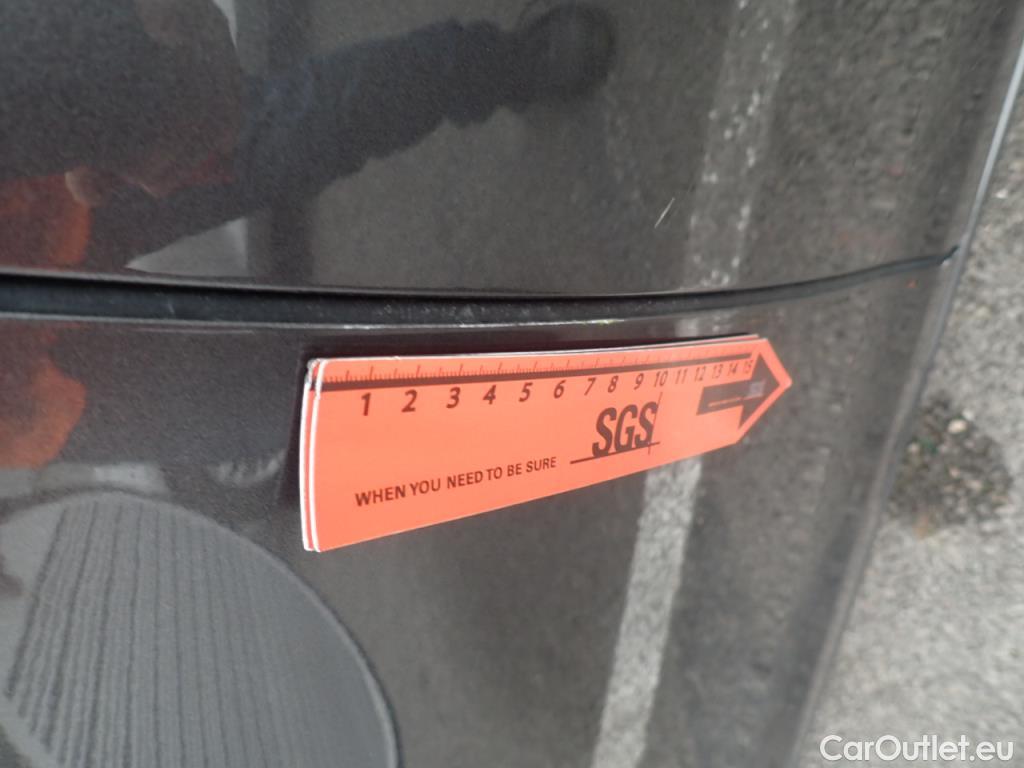 1 2 3 4 5 6 7 8 9 10 11 12 13 14 15
SGS
WHEN YOU NEED TO BE SURE
CarOutlet.eu